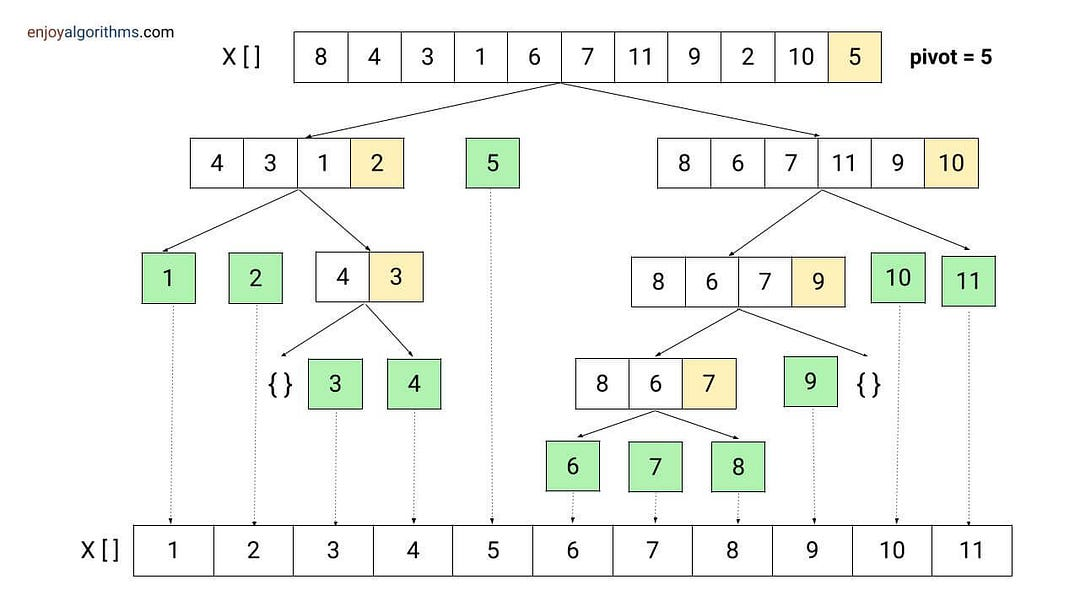 enjoyalgorithms.com
X [ ] 8 4 3 1 6 7 11 9 2 10 5 pivot = 5
4 3 1 2 5 8 6 7 11 9 10
1 2 4 3 8 6 7 9 10 11
{ } 3 4 8 6 7 9 { }
6 7 8
X [ ] 1 2 3 4 5 6 7 8 9 10 11